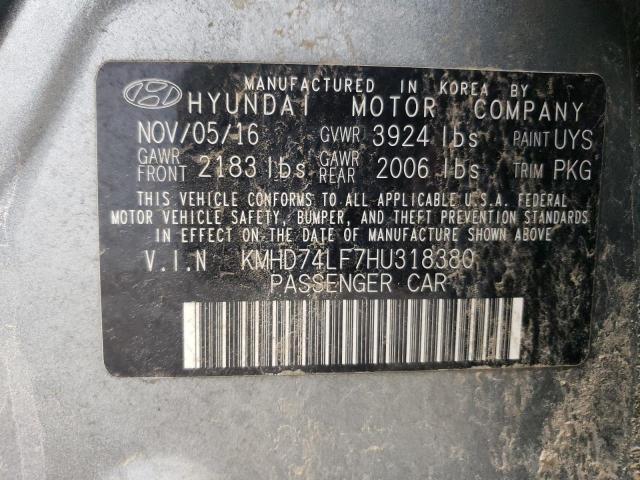 MANUFACTURED IN KOREA BY
HYUNDAI MOTOR COMPANY
NOV/05/16 GVWR 3924 lbs PAINT UYS
GAWR FRONT 2183 lbs GAWR REAR 2006 lbs TRIM PKG
THIS VEHICLE CONFORMS TO ALL APPLICABLE U.S.A. FEDERAL
MOTOR VEHICLE SAFETY, BUMPER, AND THEFT PREVENTION STANDARDS
IN EFFECT ON THE DATE OF MANUFACTURE SHOWN ABOVE
V.I.N KMHD74LF7HU318380
PASSENGER CAR